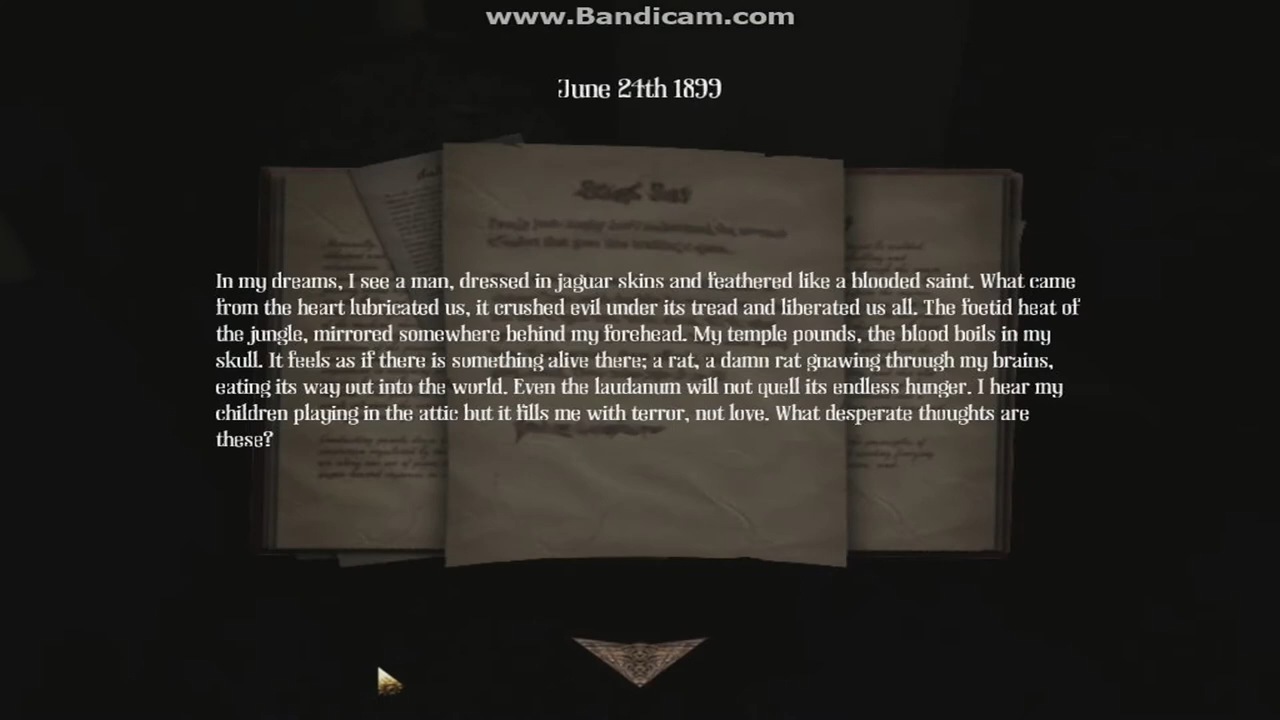 www.Bandicam.com
June 24th 1899
In my dreams, I see a man, dressed in jaguar skins and feathered like a blooded saint. What came
from the heart lubricated us, it crushed evil under its tread and liberated us all. The foetid heat of
the jungle, mirrored somewhere behind my forehead. My temple pounds, the blood boils in my
skull. It feels as if there is something alive there; a rat, a damn rat gnawing through my brains,
eating its way out into the world. Even the laudanum will not quell its endless hunger. I hear my
children playing in the attic but it fills me with terror, not love. What desperate thoughts are
these?